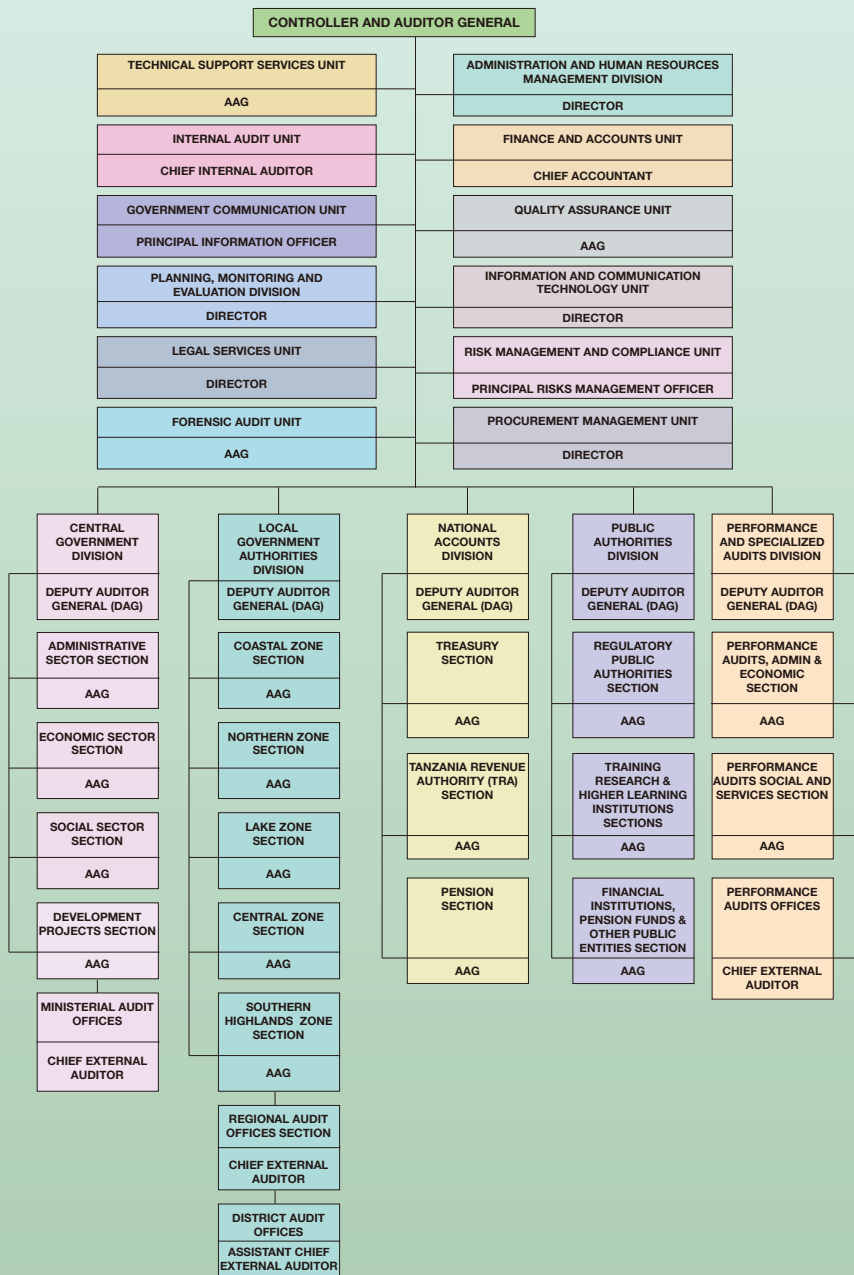 CONTROLLER AND AUDITOR GENERAL
TECHNICAL SUPPORT SERVICES UNIT
AAG
ADMINISTRATION AND HUMAN RESOURCES
MANAGEMENT DIVISION
DIRECTOR
INTERNAL AUDIT UNIT
CHIEF INTERNAL AUDITOR
FINANCE AND ACCOUNTS UNIT
CHIEF ACCOUNTANT
GOVERNMENT COMMUNICATION UNIT
PRINCIPAL INFORMATION OFFICER
QUALITY ASSURANCE UNIT
AAG
PLANNING, MONITORING AND
EVALUATION DIVISION
DIRECTOR
INFORMATION AND COMMUNICATION
TECHNOLOGY UNIT
DIRECTOR
LEGAL SERVICES UNIT
DIRECTOR
RISK MANAGEMENT AND COMPLIANCE UNIT
PRINCIPAL RISKS MANAGEMENT OFFICER
FORENSIC AUDIT UNIT
AAG
PROCUREMENT MANAGEMENT UNIT
DIRECTOR
CENTRAL
GOVERNMENT
DIVISION
DEPUTY AUDITOR
GENERAL (DAG)
ADMINISTRATIVE
SECTOR SECTION
AAG
ECONOMIC SECTOR
SECTION
AAG
SOCIAL SECTOR
SECTION
AAG
DEVELOPMENT
PROJECTS SECTION
AAG
MINISTERIAL AUDIT
OFFICES
CHIEF EXTERNAL
AUDITOR
LOCAL
GOVERNMENT
AUTHORITIES
DIVISION
DEPUTY AUDITOR
GENERAL (DAG)
COASTAL ZONE
SECTION
AAG
NORTHERN ZONE
SECTION
AAG
LAKE ZONE
SECTION
AAG
CENTRAL ZONE
SECTION
AAG
SOUTHERN
HIGHLANDS ZONE
SECTION
AAG
REGIONAL AUDIT
OFFICES SECTION
CHIEF EXTERNAL
AUDITOR
DISTRICT AUDIT
OFFICES
ASSISTANT CHIEF
EXTERNAL AUDITOR
NATIONAL
ACCOUNTS
DIVISION
DEPUTY AUDITOR
GENERAL (DAG)
TREASURY
SECTION
AAG
TANZANIA REVENUE
AUTHORITY (TRA)
SECTION
AAG
PENSION
SECTION
AAG
PUBLIC
AUTHORITIES
DIVISION
DEPUTY AUDITOR
GENERAL (DAG)
REGULATORY
PUBLIC
AUTHORITIES
SECTION
AAG
TRAINING
RESEARCH &
HIGHER LEARNING
INSTITUTIONS
SECTIONS
AAG
FINANCIAL
INSTITUTIONS,
PENSION FUNDS &
OTHER PUBLIC
ENTITIES SECTION
AAG
PERFORMANCE
AND SPECIALIZED
AUDITS DIVISION
DEPUTY AUDITOR
GENERAL (DAG)
PERFORMANCE
AUDITS, ADMIN &
ECONOMIC
SECTION
AAG
PERFORMANCE
AUDITS SOCIAL AND
SERVICES SECTION
AAG
PERFORMANCE
AUDITS OFFICES
CHIEF EXTERNAL
AUDITOR